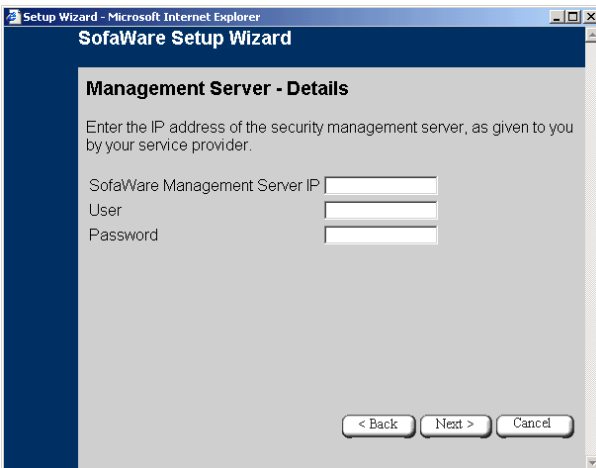 Setup Wizard - Microsoft Internet Explorer
SofaWare Setup Wizard
Management Server - Details
Enter the IP address of the security management server, as given to you
by your service provider.
SofaWare Management Server IP
User
Password
< Back
Next >
Cancel